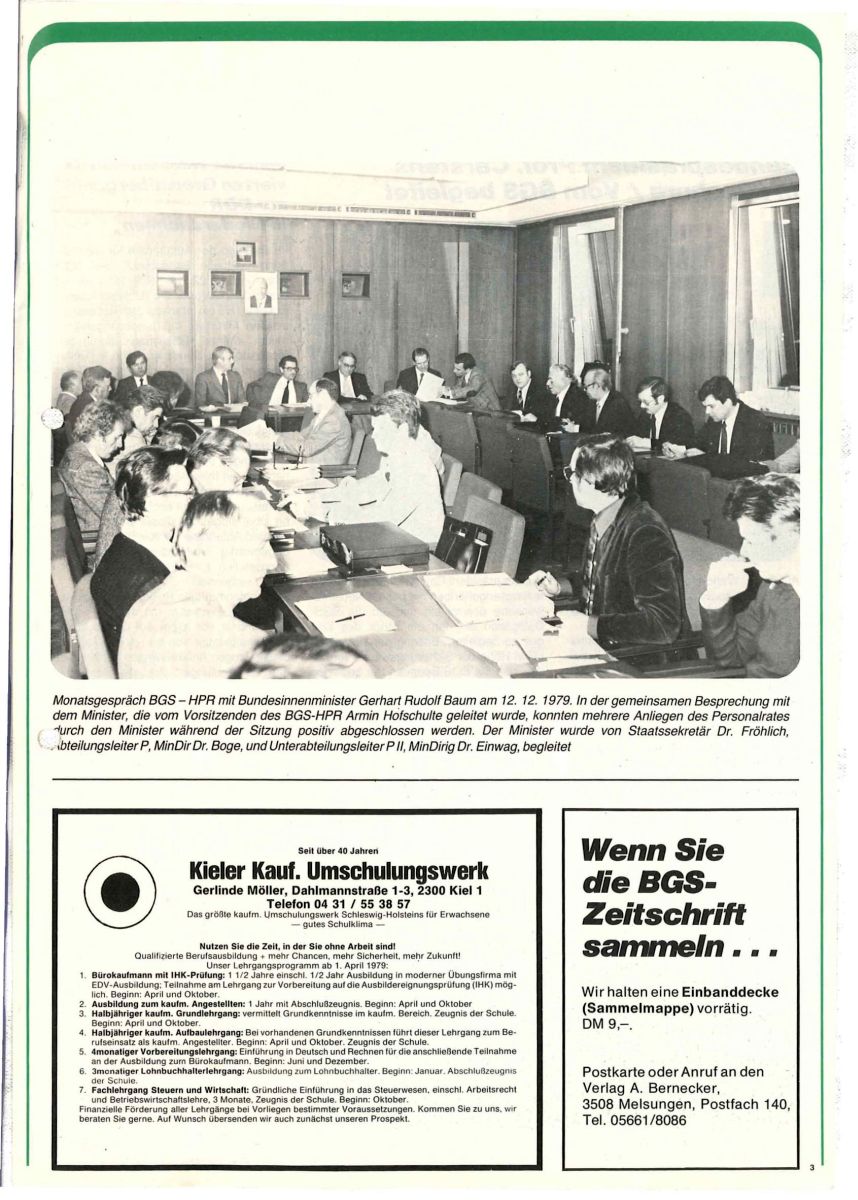 Monatsgespräch BGS – HPR mit Bundesinnenminister Gerhart Rudolf Baum am 12. 12. 1979. In der gemeinsamen Besprechung mit
dem Minister, die vom Vorsitzenden des BGS-HPR Armin Hofschulte geleitet wurde, konnten mehrere Anliegen des Personalrates
durch den Minister während der Sitzung positiv abgeschlossen werden. Der Minister wurde von Staatssekretär Dr. Fröhlich,
Abteilungsleiter P, MinDir Dr. Boge, und Unterabteilungsleiter P II, MinDirig Dr. Einwag, begleitet
Seit über 40 Jahren
Kieler Kauf. Umschulungswerk
Gerlinde Möller, Dahlmannstraße 1-3, 2300 Kiel 1
Telefon 04 31 / 55 38 57
Das größte kaufm. Umschulungswerk Schleswig-Holsteins für Erwachsene
— gutes Schulklima —
Nutzen Sie die Zeit, in der Sie ohne Arbeit sind!
Qualifizierte Berufsausbildung + mehr Chancen, mehr Sicherheit, mehr Zukunft!
Unser Lehrgangsprogramm ab 1. April 1979:
1. Bürokaufmann mit IHK-Prüfung: 1 1/2 Jahre einschl. 1/2 Jahr Ausbildung in moderner Übungsfirma mit
EDV-Ausbildung; Teilnahme am Lehrgang zur Vorbereitung auf die Ausbildereignungsprüfung (IHK) mög-
lich. Beginn: April und Oktober.
2. Ausbildung zum kaufm. Angestellten: 1 Jahr mit Abschlußzeugnis. Beginn: April und Oktober
3. Halbjähriger kaufm. Grundlehrgang: vermittelt Grundkenntnisse im kaufm. Bereich. Zeugnis der Schule.
Beginn: April und Oktober.
4. Halbjähriger kaufm. Aufbaulehrgang: Bei vorhandenen Grundkenntnissen führt dieser Lehrgang zum Be-
rufseinsatz als kaufm. Angestellter. Beginn: April und Oktober. Zeugnis der Schule.
5. 4monatiger Vorbereitungslehrgang: Einführung in Deutsch und Rechnen für die anschließende Teilnahme
an der Ausbildung zum Bürokaufmann. Beginn: Juni und Dezember.
6. 3monatiger Lohnbuchhalterlehrgang: Ausbildung zum Lohnbuchhalter. Beginn: Januar. Abschlußzeugnis
der Schule.
7. Fachlehrgang Steuern und Wirtschaft: Gründliche Einführung in das Steuerwesen, einschl. Arbeitsrecht
und Betriebswirtschaftslehre, 3 Monate, Zeugnis der Schule. Beginn: Oktober.
Finanzielle Förderung aller Lehrgänge bei Vorliegen bestimmter Voraussetzungen. Kommen Sie zu uns, wir
beraten Sie gerne. Auf Wunsch übersenden wir auch zunächst unseren Prospekt.
Wenn Sie
die BGS-
Zeitschrift
sammeln . . .
Wir halten eine Einbanddecke
(Sammelmappe) vorrätig.
DM 9,–.
Postkarte oder Anruf an den
Verlag A. Bernecker,
3508 Melsungen, Postfach 140,
Tel. 05661/8086
3